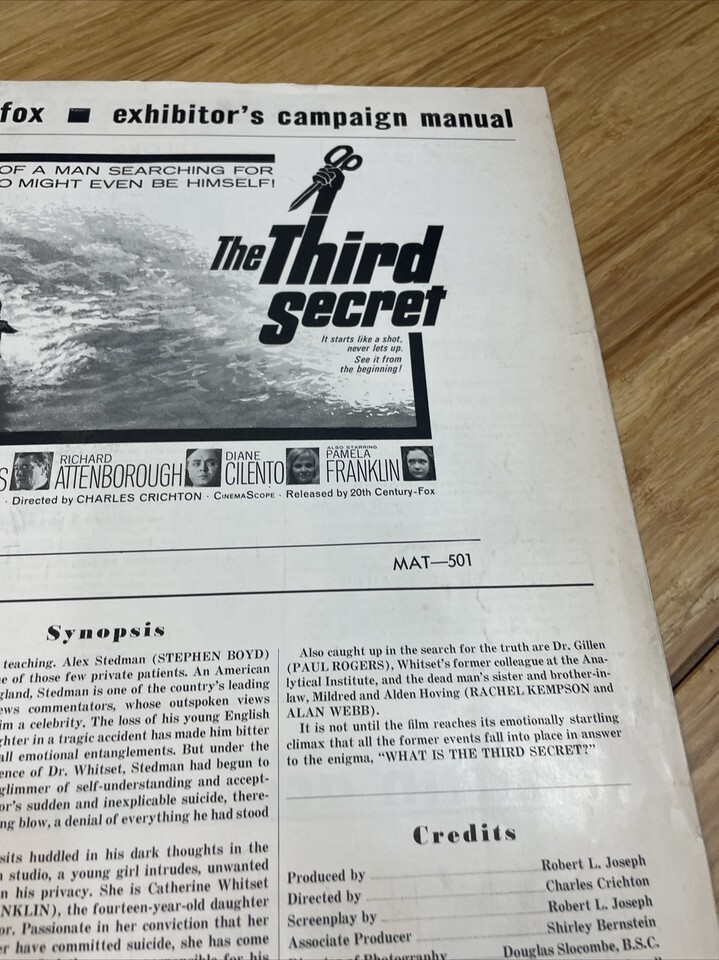 fox ■ exhibitor's campaign manual
OF A MAN SEARCHING FOR
O MIGHT EVEN BE HIMSELF!
The Third
Secret
It starts like a shot,
never lets up.
See it from
the beginning!
S RICHARD ATTENBOROUGH DIANE CILENTO ALSO STARRING PAMELA FRANKLIN
· Directed by CHARLES CRICHTON · CINEMASCOPE · Released by 20th Century-Fox
MAT—501
Synopsis
teaching. Alex Stedman (STEPHEN BOYD)
e of those few private patients. An American
gland, Stedman is one of the country's leading
ews commentators, whose outspoken views
im a celebrity. The loss of his young English
ghter in a tragic accident has made him bitter
all emotional entanglements. But under the
ence of Dr. Whitset, Stedman had begun to
glimmer of self-understanding and accept-
or's sudden and inexplicable suicide, there-
ng blow, a denial of everything he had stood
sits huddled in his dark thoughts in the
studio, a young girl intrudes, unwanted
n his privacy. She is Catherine Whitset
NKLIN), the fourteen-year-old daughter
or. Passionate in her conviction that her
r have committed suicide, she has come
for his
Also caught up in the search for the truth are Dr. Gillen
(PAUL ROGERS), Whitset's former colleague at the Ana-
lytical Institute, and the dead man's sister and brother-in-
law, Mildred and Alden Hoving (RACHEL KEMPSON and
ALAN WEBB).
It is not until the film reaches its emotionally startling
climax that all the former events fall into place in answer
to the enigma, "WHAT IS THE THIRD SECRET?"
Credits
Produced by Robert L. Joseph
Directed by Charles Crichton
Screenplay by Robert L. Joseph
Associate Producer Shirley Bernstein
Director of Photography Douglas Slocombe, B.S.C.